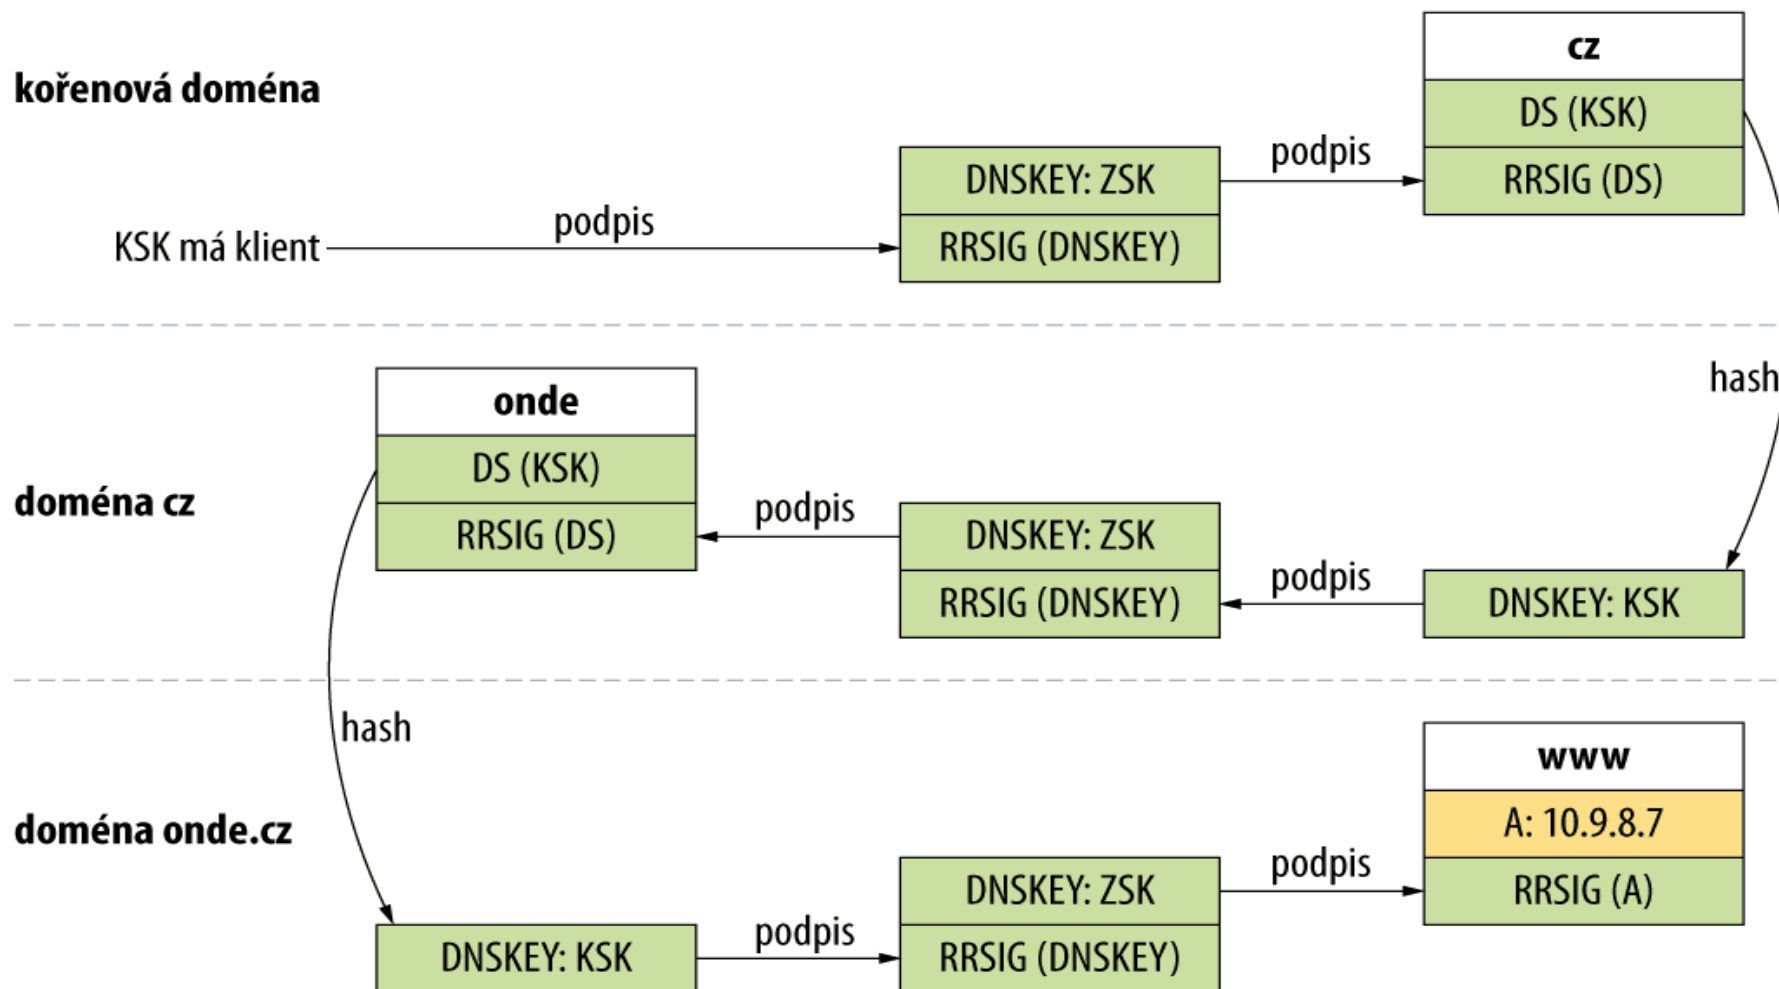 cz
kořenová doména
DS (KSK)
podpis
DNSKEY: ZSK
RRSIG (DS)
podpis
KSK má klient
RRSIG (DNSKEY)
hash
onde
DS (KSK)
doména cz
podpis
RRSIG (DS)
DNSKEY: ZSK
podpis
RRSIG (DNSKEY)
DNSKEY: KSK
hash
www
doména onde.cz
A: 10.9.8.7
podpis
DNSKEY: ZSK
RRSIG (A)
podpis
DNSKEY: KSK
RRSIG (DNSKEY)